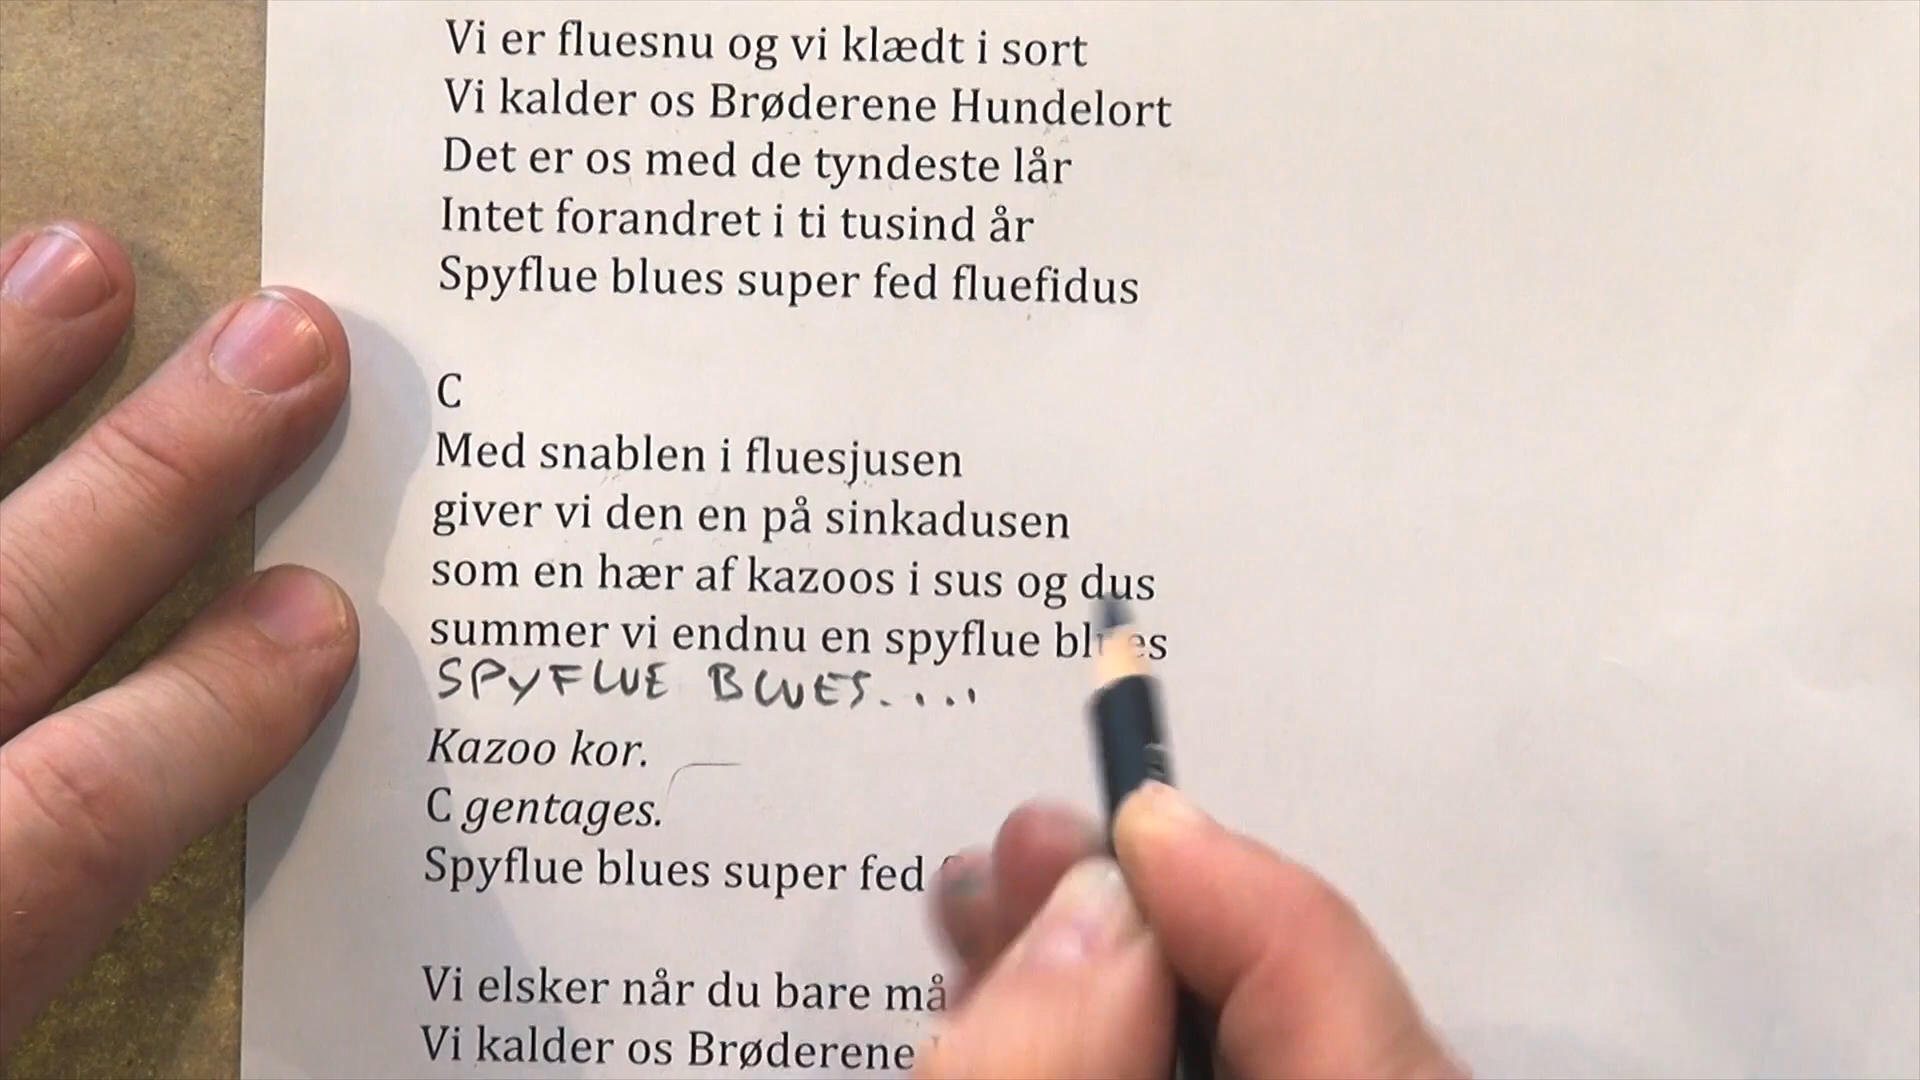 Vi er fluesnu og vi klædt i sort
Vi kalder os Brøderene Hundelort
Det er os med de tyndeste lår
Intet forandret i ti tusind år
Spyflue blues super fed fluefidus
C
Med snablen i fluesjusen
giver vi den en på sinkadusen
som en hær af kazoos i sus og dus
summer vi endnu en spyflue blues
SPYFLUE BLUES....
Kazoo kor.
C gentages.
Spyflue blues super fed
Vi elsker når du bare
Vi kalder os Brøderene